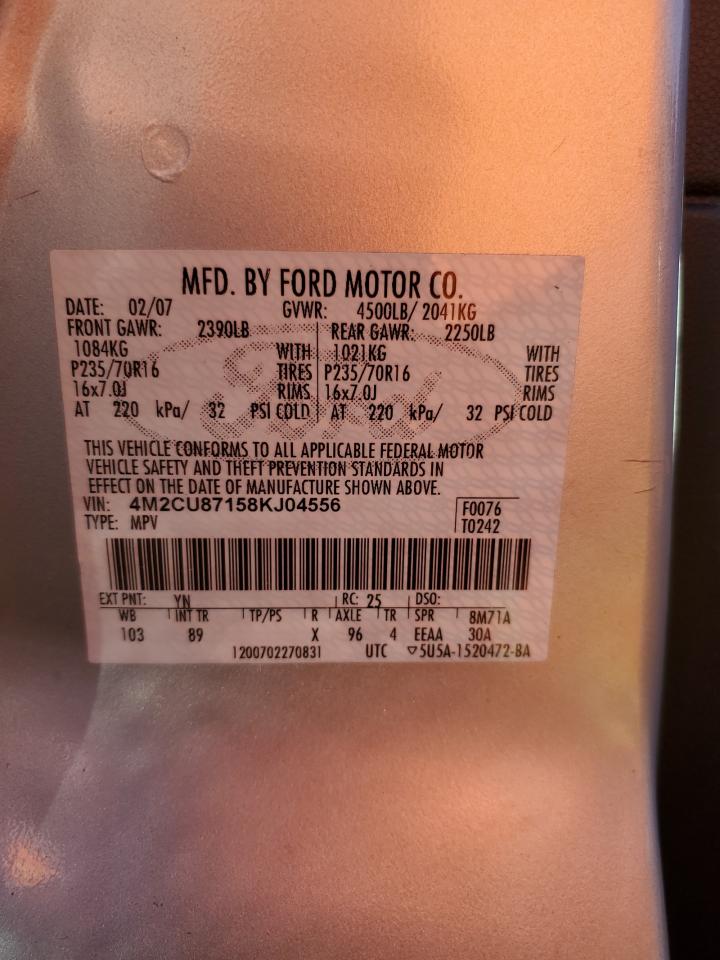 MFD. BY FORD MOTOR CO.
DATE: 02/07 GVWR: 4500LB/ 2041KG
FRONT GAWR: 2390LB REAR GAWR: 2250LB
1084KG WITH 1021KG WITH
P235/70R16 TIRES P235/70R16 TIRES
16x7.0J RIMS 16x7.0J RIMS
AT 220 kPa/ 32 PSI COLD AT 220 kPa/ 32 PSI COLD
Ford
THIS VEHICLE CONFORMS TO ALL APPLICABLE FEDERAL MOTOR
VEHICLE SAFETY AND THEFT PREVENTION STANDARDS IN
EFFECT ON THE DATE OF MANUFACTURE SHOWN ABOVE.
VIN: 4M2CU87158KJ04556 F0076
TYPE: MPV T0242
EXT PNT: YN RC: 25 DSO:
WB INT TR TP/PS R AXLE TR SPR 8M71A
103 89 X 96 4 EEAA 30A
1200702270831 UTC ▽5U5A-1520472-BA